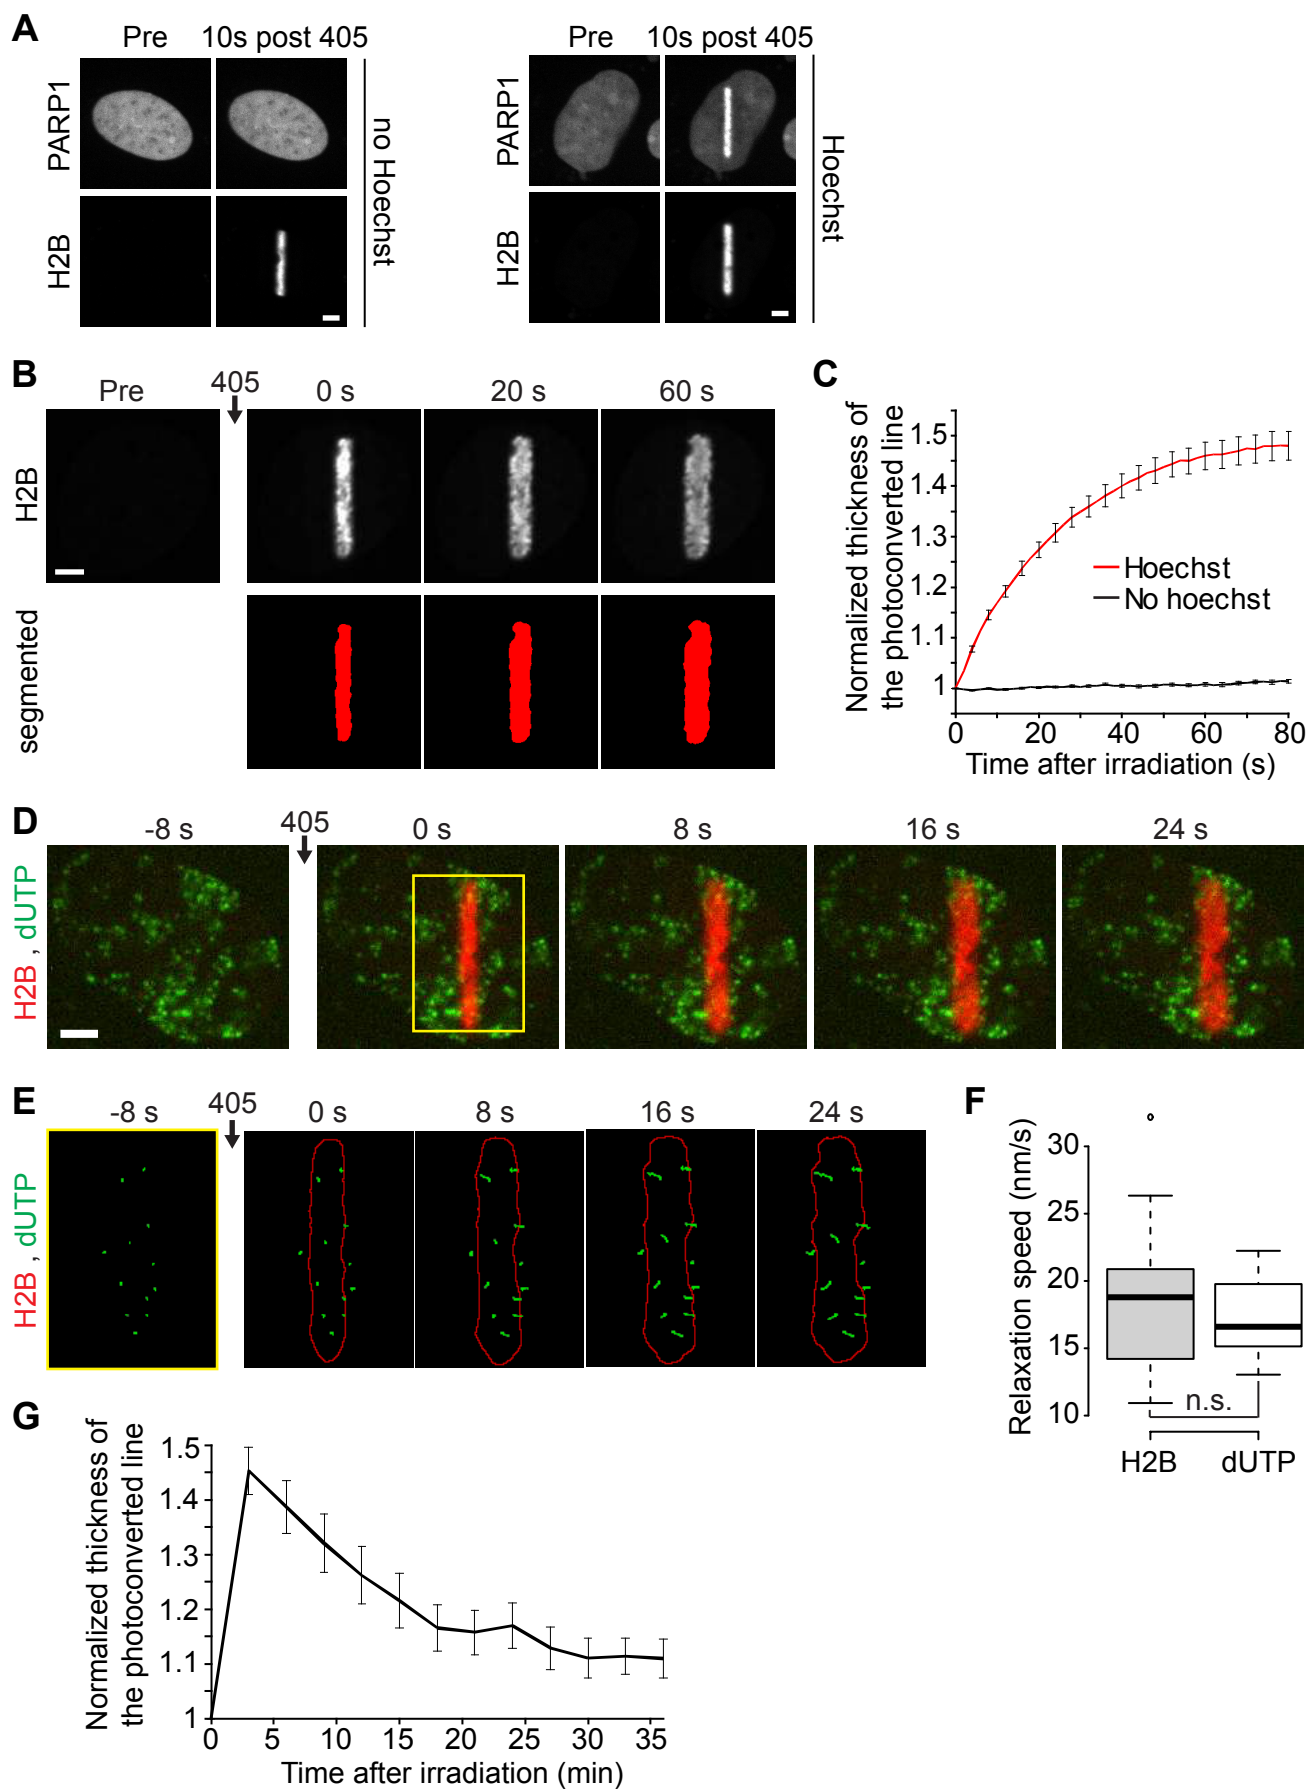 A
Pre 10s post 405
PARP1
H2B
no Hoechst
Pre 10s post 405
PARP1
H2B
Hoechst
B
Pre 405 0 s 20 s 60 s
H2B
segmented
C
Normalized thickness of
the photoconverted line
1.5
1.4
1.3
1.2
1.1
1
Hoechst
No hoechst
0 20 40 60 80
Time after irradiation (s)
D
-8 s 405 0 s 8 s 16 s 24 s
H2B , dUTP
E
-8 s 405 0 s 8 s 16 s 24 s
H2B , dUTP
F
Relaxation speed (nm/s)
30
25
20
15
10
n.s.
H2B dUTP
G
Normalized thickness of
the photoconverted line
1.5
1.4
1.3
1.2
1.1
1
0 5 10 15 20 25 30 35
Time after irradiation (min)